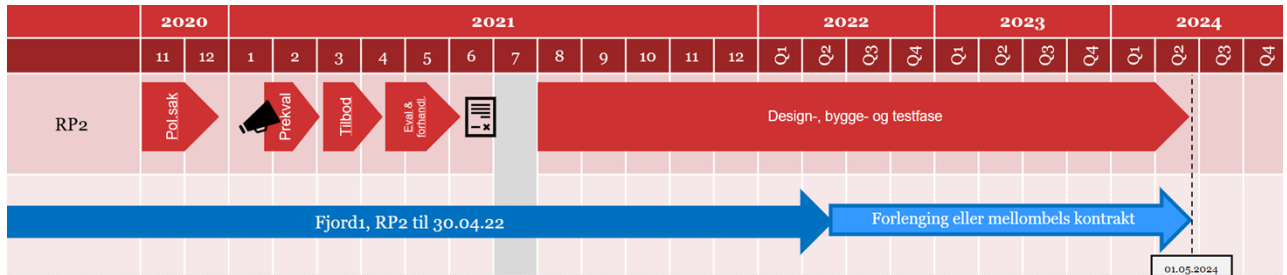 2020 2021 2022 2023 2024
11 12 1 2 3 4 5 6 7 8 9 10 11 12 Q1 Q2 Q3 Q4 Q1 Q2 Q3 Q4 Q1 Q2 Q3 Q4
RP2
Pol.sak
Prekval
Tilbod
Eval &
forhandl.
Design-, bygge- og testfase
Fjord1, RP2 til 30.04.22
Forlenging eller mellombels kontrakt
01.05.2024